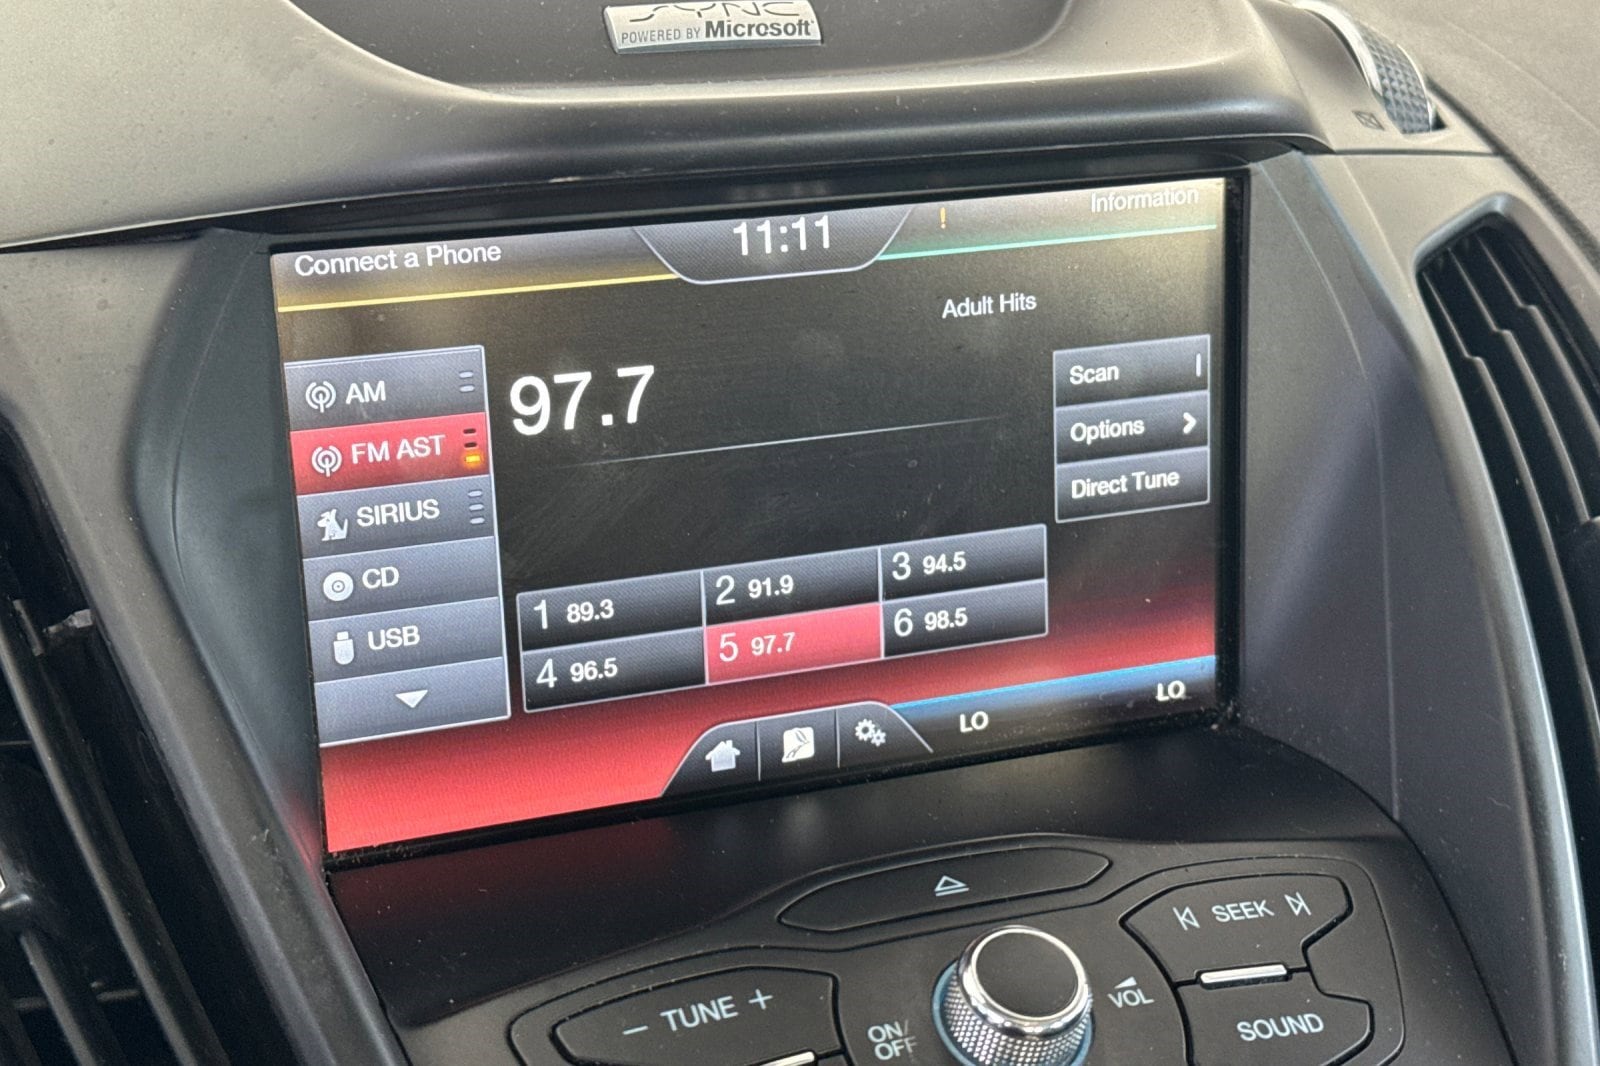 SYNC
POWERED BY Microsoft
Connect a Phone
11:11
!
Information
Adult Hits
AM
97.7
Scan
FM AST
Options
SIRIUS
Direct Tune
CD
USB
1 89.3
2 91.9
3 94.5
4 96.5
5 97.7
6 98.5
LO
LO
SEEK
VOL
– TUNE +
ON/
OFF
SOUND